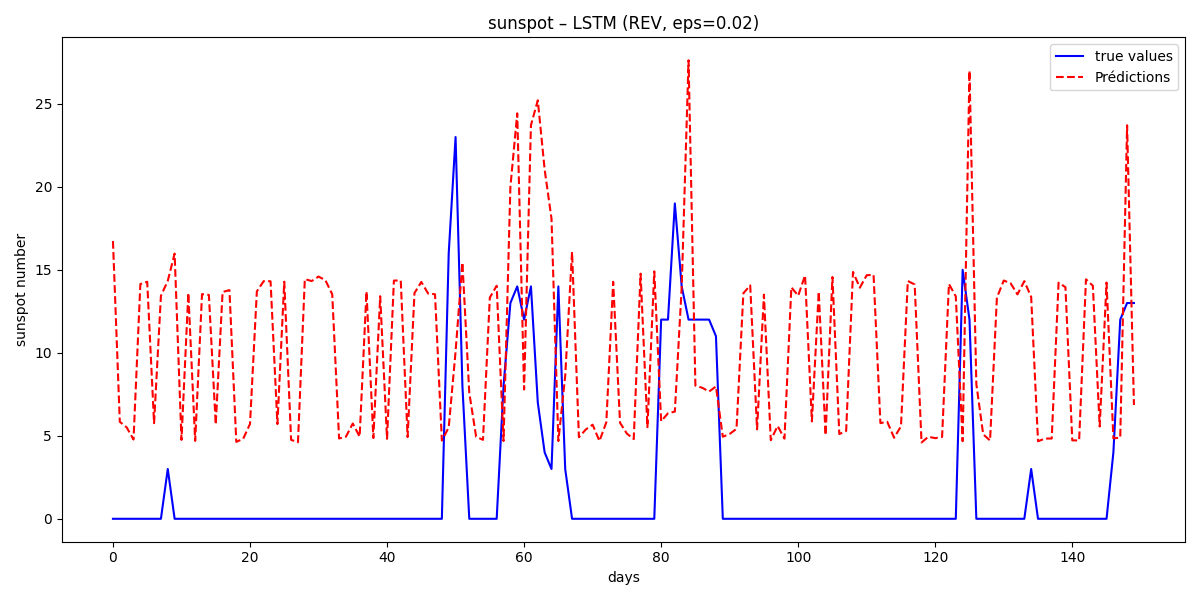 sunspot – LSTM (REV, eps=0.02)
true values
Prédictions
sunspot number
25
20
15
10
5
0
0 20 40 60 80 100 120 140
days